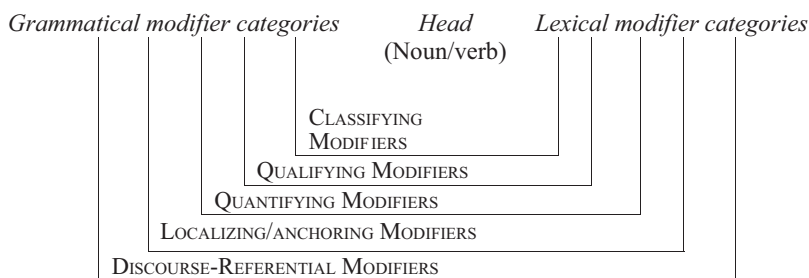 Grammatical modifier categories Head Lexical modifier categories
(Noun/verb)
CLASSIFYING
MODIFIERS
QUALIFYING MODIFIERS
QUANTIFYING MODIFIERS
LOCALIZING/ANCHORING MODIFIERS
DISCOURSE-REFERENTIAL MODIFIERS